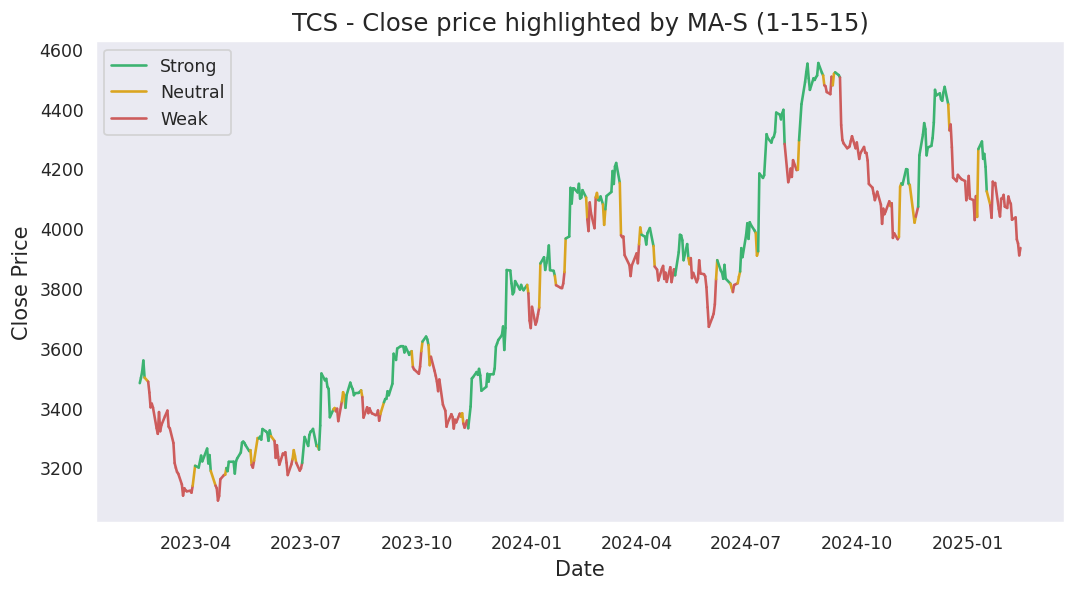 TCS - Close price highlighted by MA-S (1-15-15)
Strong
Neutral
Weak
4600
4400
4200
4000
3800
3600
3400
3200
Close Price
2023-04 2023-07 2023-10 2024-01 2024-04 2024-07 2024-10 2025-01
Date